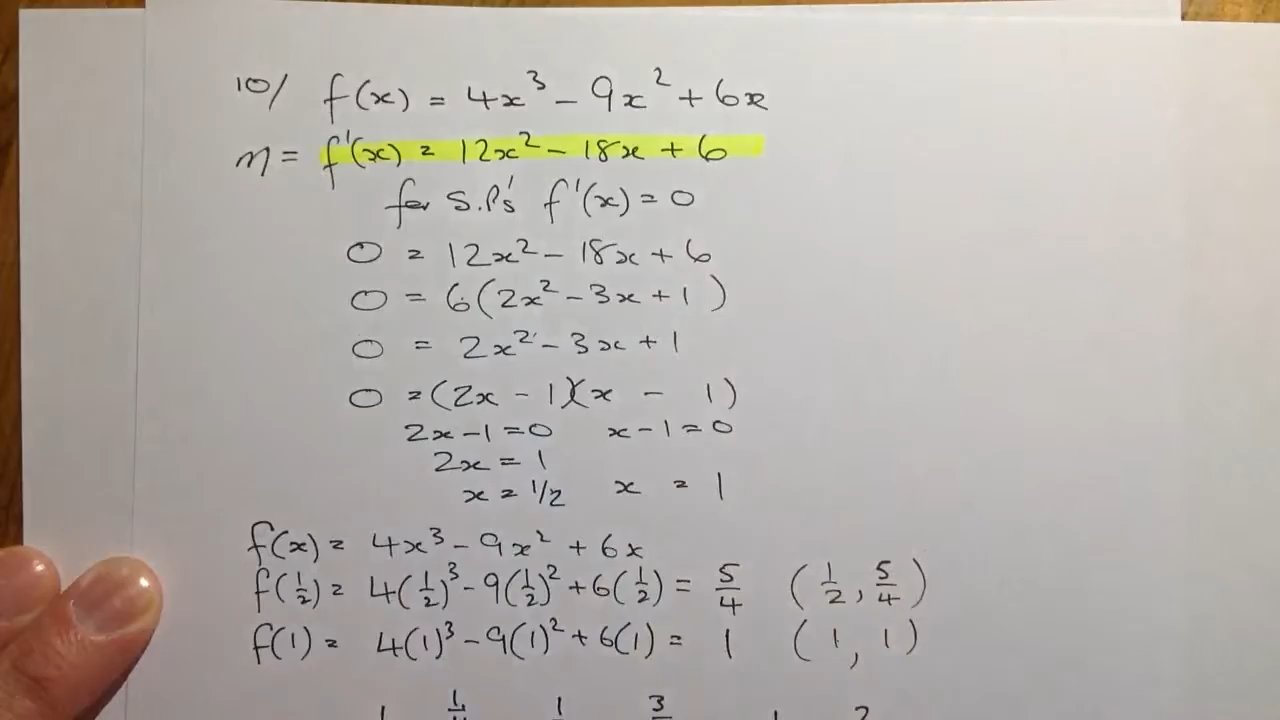 10/ f(x) = 4x³ - 9x² + 6x
m = f'(x) = 12x² - 18x + 6
for S.P's f'(x) = 0
0 = 12x² - 18x + 6
0 = 6(2x² - 3x + 1)
0 = 2x² - 3x + 1
0 = (2x - 1)(x - 1)
2x - 1 = 0 x - 1 = 0
2x = 1
x = 1/2 x = 1
f(x) = 4x³ - 9x² + 6x
f(1/2) = 4(1/2)³ - 9(1/2)² + 6(1/2) = 5/4 (1/2, 5/4)
f(1) = 4(1)³ - 9(1)² + 6(1) = 1 (1, 1)